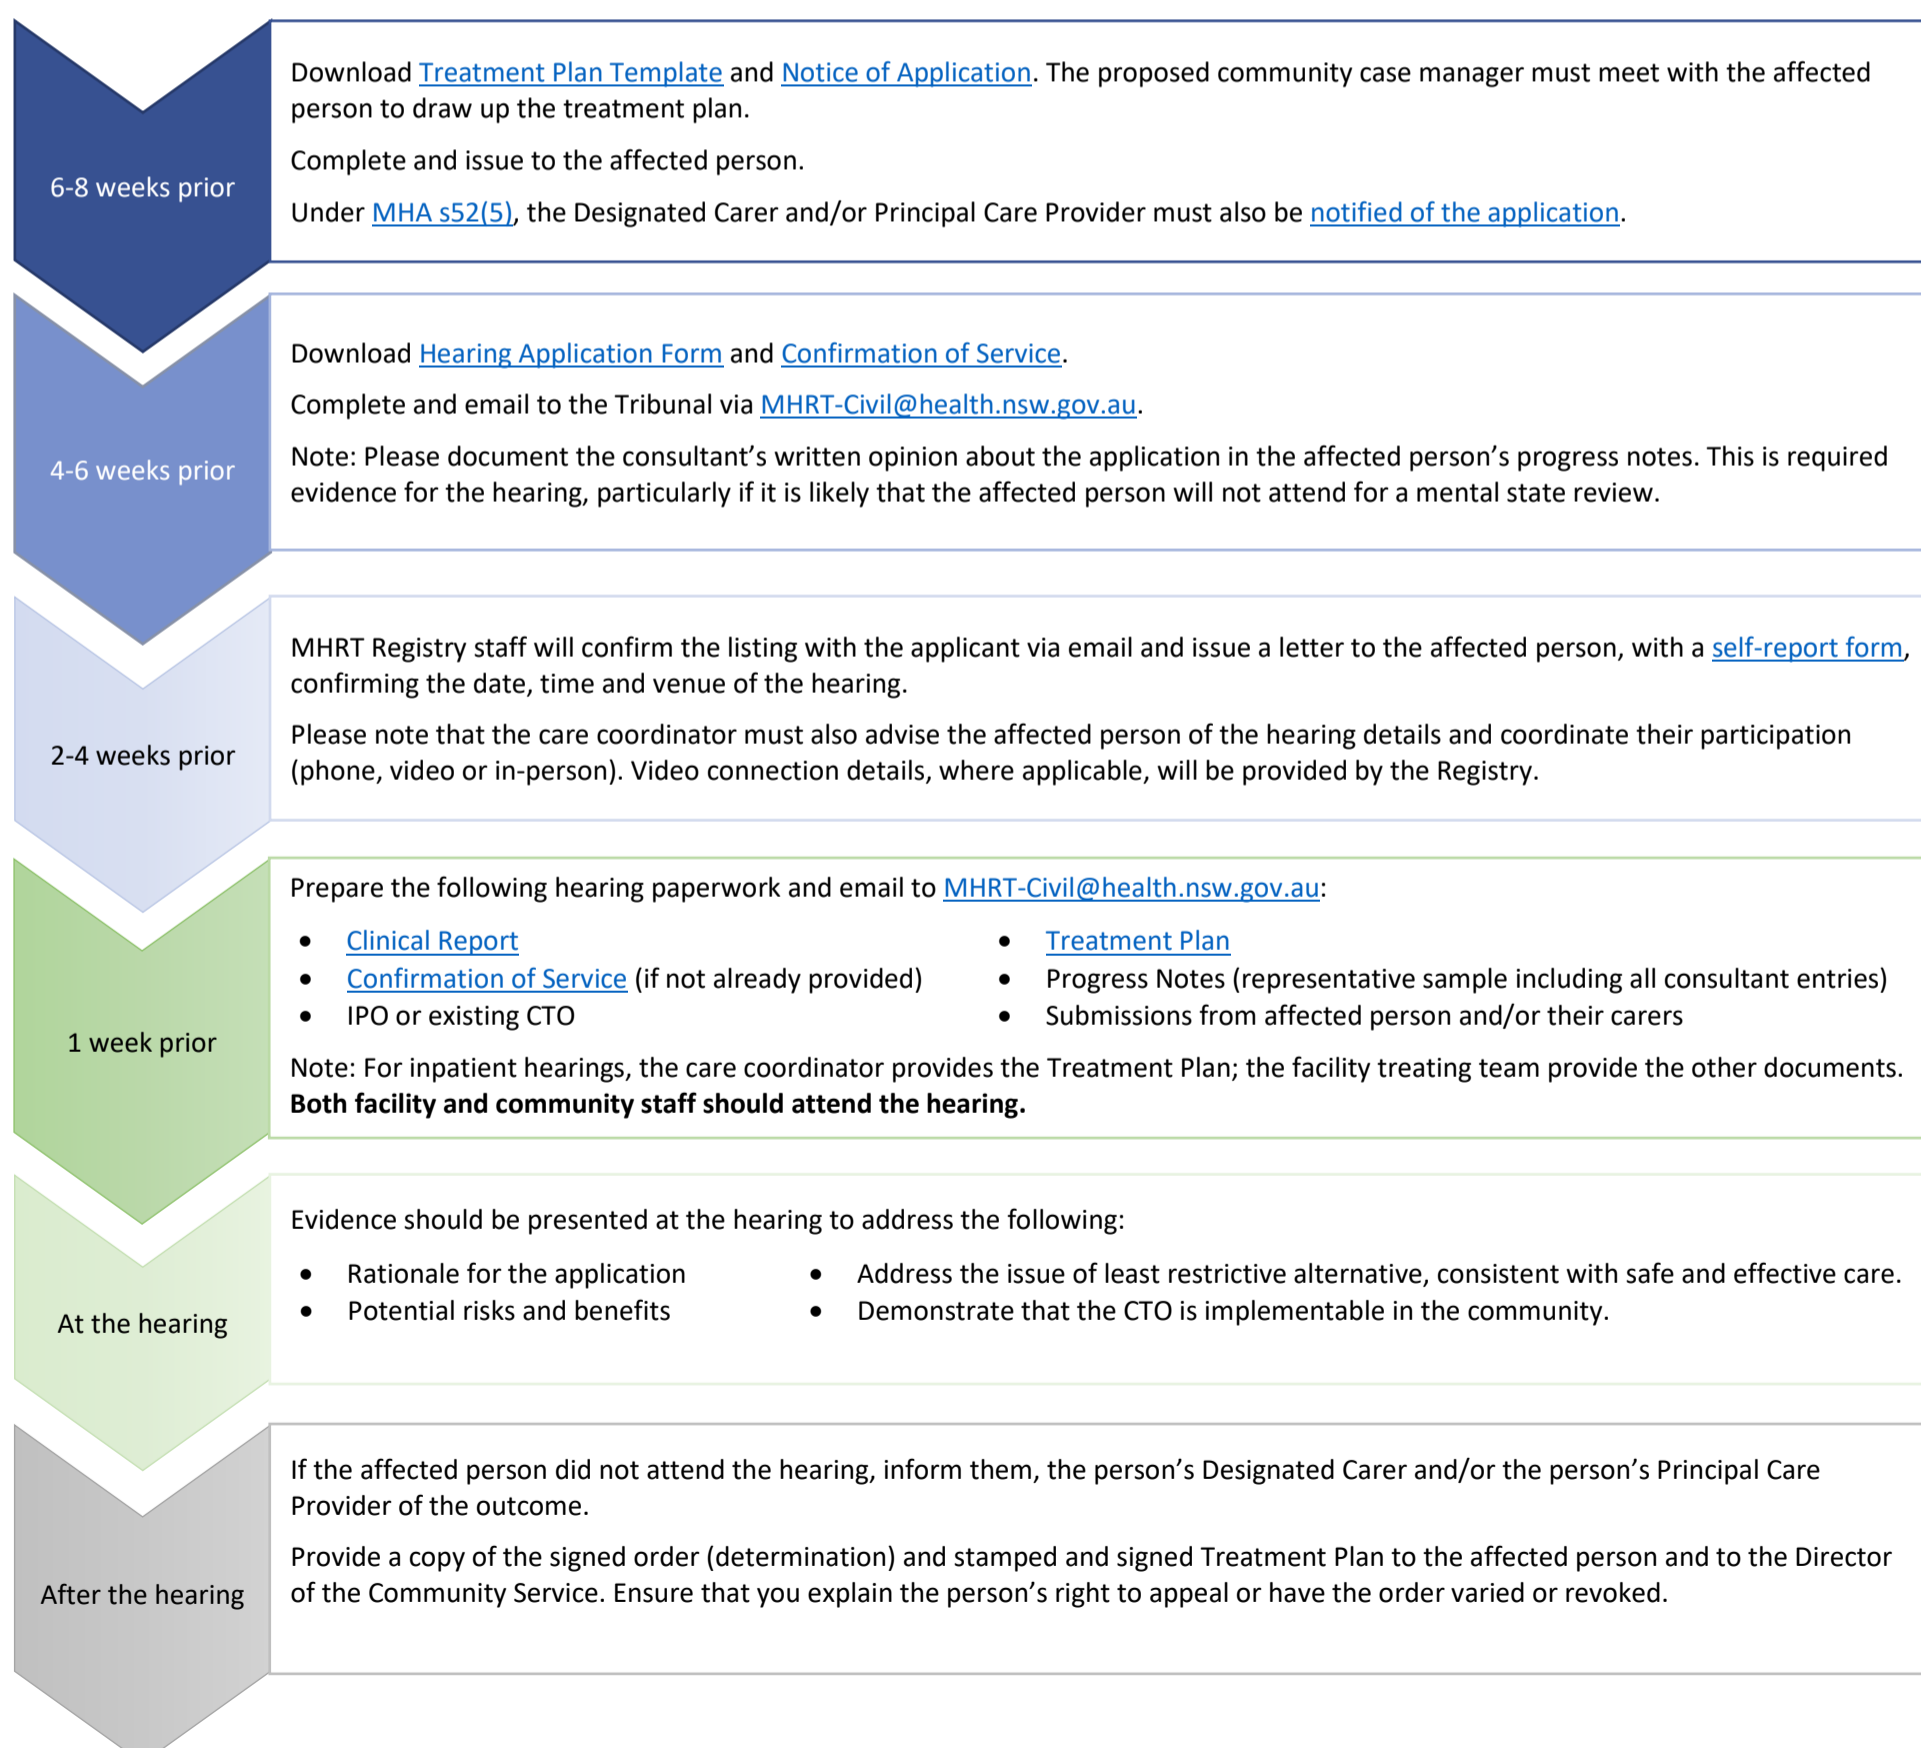 6-8 weeks prior
Download Treatment Plan Template and Notice of Application. The proposed community case manager must meet with the affected
person to draw up the treatment plan.
Complete and issue to the affected person.
Under MHA s52(5), the Designated Carer and/or Principal Care Provider must also be notified of the application.
4-6 weeks prior
Download Hearing Application Form and Confirmation of Service.
Complete and email to the Tribunal via MHRT-Civil@health.nsw.gov.au.
Note: Please document the consultant's written opinion about the application in the affected person's progress notes. This is required
evidence for the hearing, particularly if it is likely that the affected person will not attend for a mental state review.
2-4 weeks prior
MHRT Registry staff will confirm the listing with the applicant via email and issue a letter to the affected person, with a self-report form,
confirming the date, time and venue of the hearing.
Please note that the care coordinator must also advise the affected person of the hearing details and coordinate their participation
(phone, video or in-person). Video connection details, where applicable, will be provided by the Registry.
1 week prior
Prepare the following hearing paperwork and email to MHRT-Civil@health.nsw.gov.au:
• Clinical Report
• Confirmation of Service (if not already provided)
• IPO or existing CTO
• Treatment Plan
• Progress Notes (representative sample including all consultant entries)
• Submissions from affected person and/or their carers
Note: For inpatient hearings, the care coordinator provides the Treatment Plan; the facility treating team provide the other documents.
Both facility and community staff should attend the hearing.
At the hearing
Evidence should be presented at the hearing to address the following:
• Rationale for the application
• Potential risks and benefits
• Address the issue of least restrictive alternative, consistent with safe and effective care.
• Demonstrate that the CTO is implementable in the community.
After the hearing
If the affected person did not attend the hearing, inform them, the person's Designated Carer and/or the person's Principal Care
Provider of the outcome.
Provide a copy of the signed order (determination) and stamped and signed Treatment Plan to the affected person and to the Director
of the Community Service. Ensure that you explain the person's right to appeal or have the order varied or revoked.